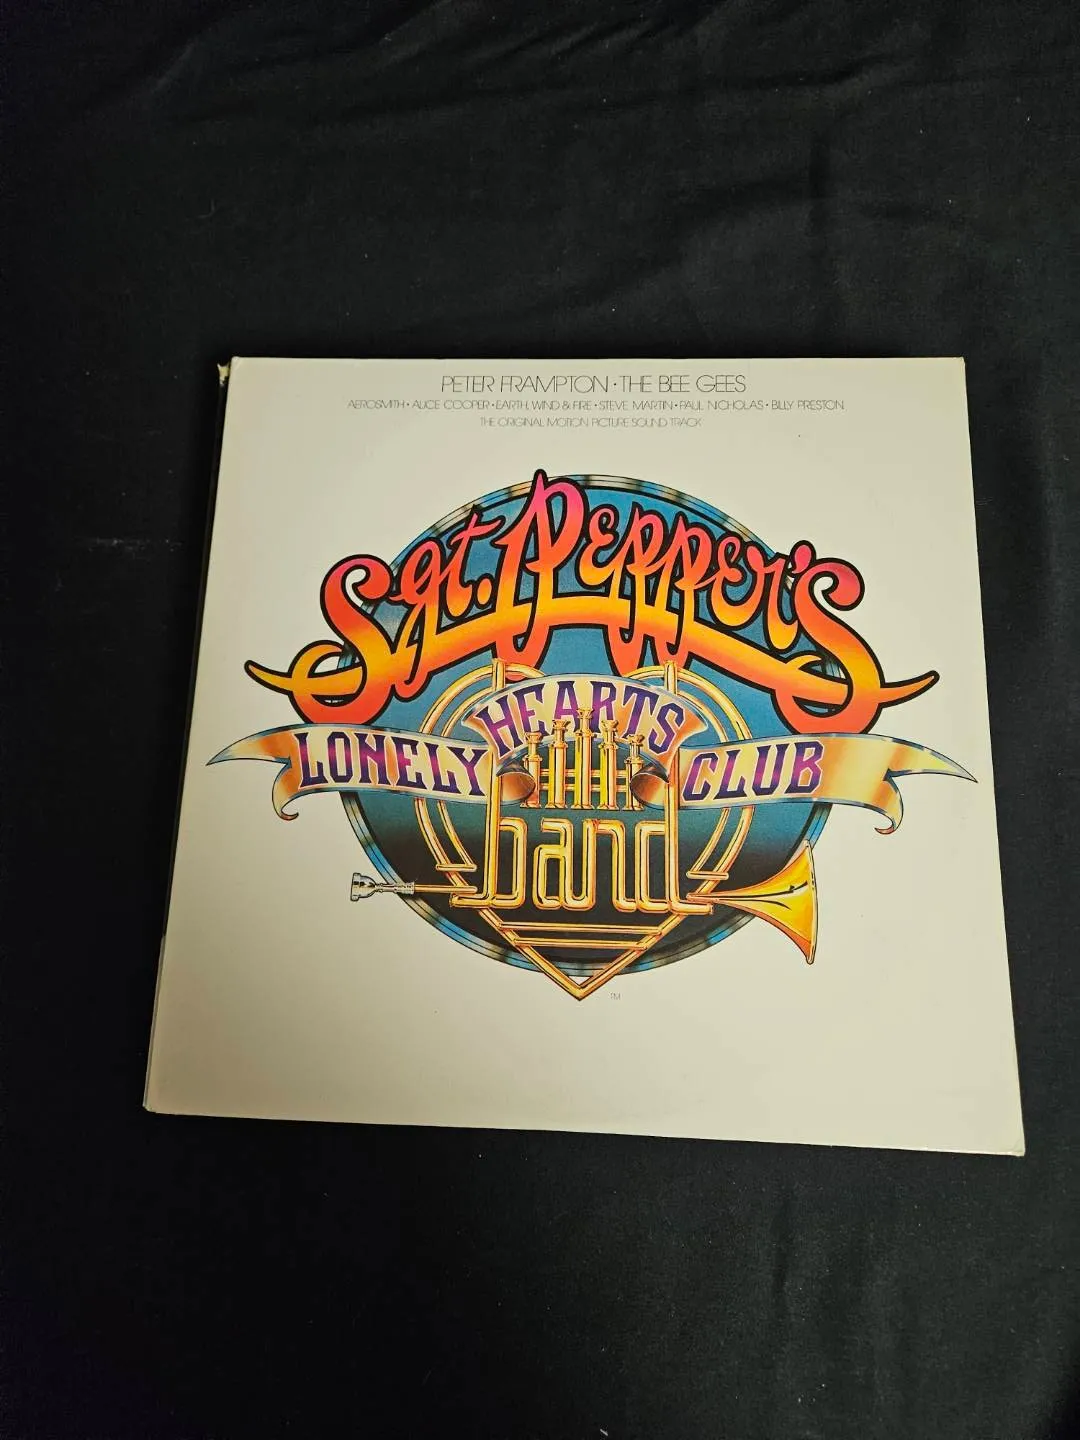 PETER FRAMPTON · THE BEE GEES
AEROSMITH · ALICE COOPER · EARTH, WIND & FIRE · STEVE MARTIN · PAUL NICHOLAS · BILLY PRESTON
THE ORIGINAL MOTION PICTURE SOUND TRACK
Sgt. Pepper's
LONELY HEARTS CLUB
band
TM